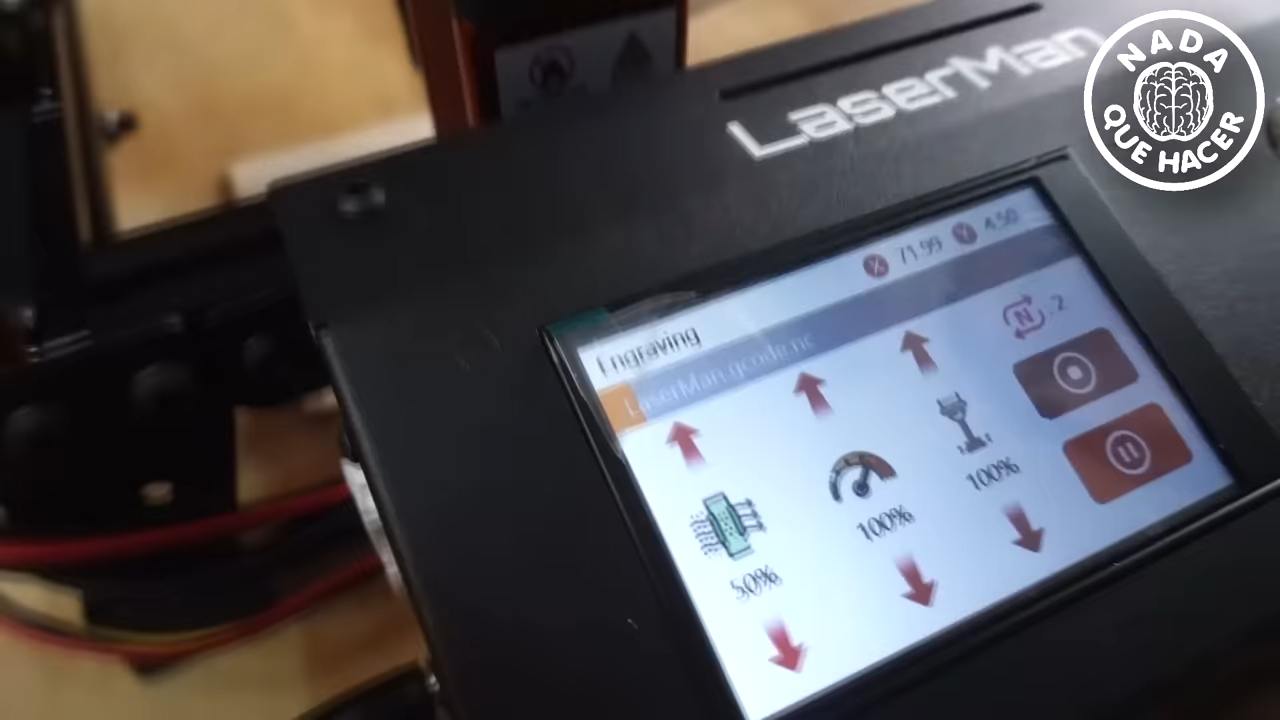 LaserMan
NADA
QUE HACER
X 71.99 Y 4.50
Engraving
LaserMan.gcode.nc
N : 2
50%
100%
100%